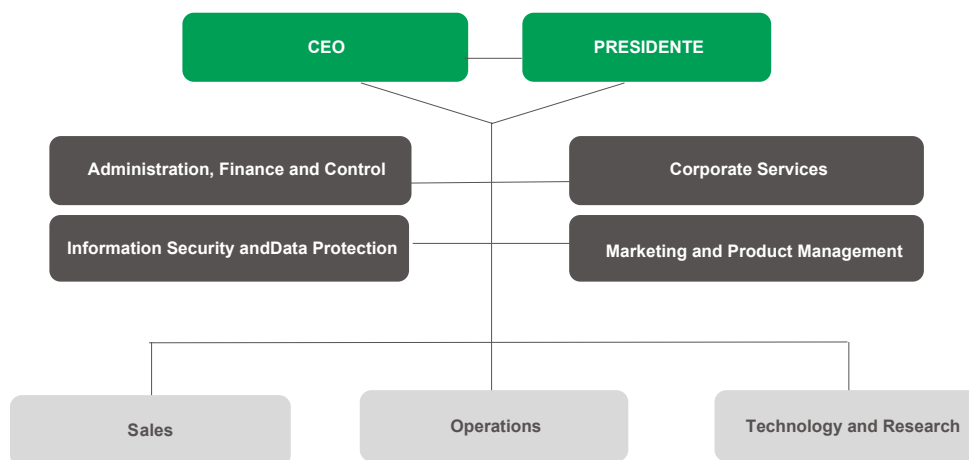 CEO
PRESIDENTE
Administration, Finance and Control
Corporate Services
Information Security andData Protection
Marketing and Product Management
Sales
Operations
Technology and Research